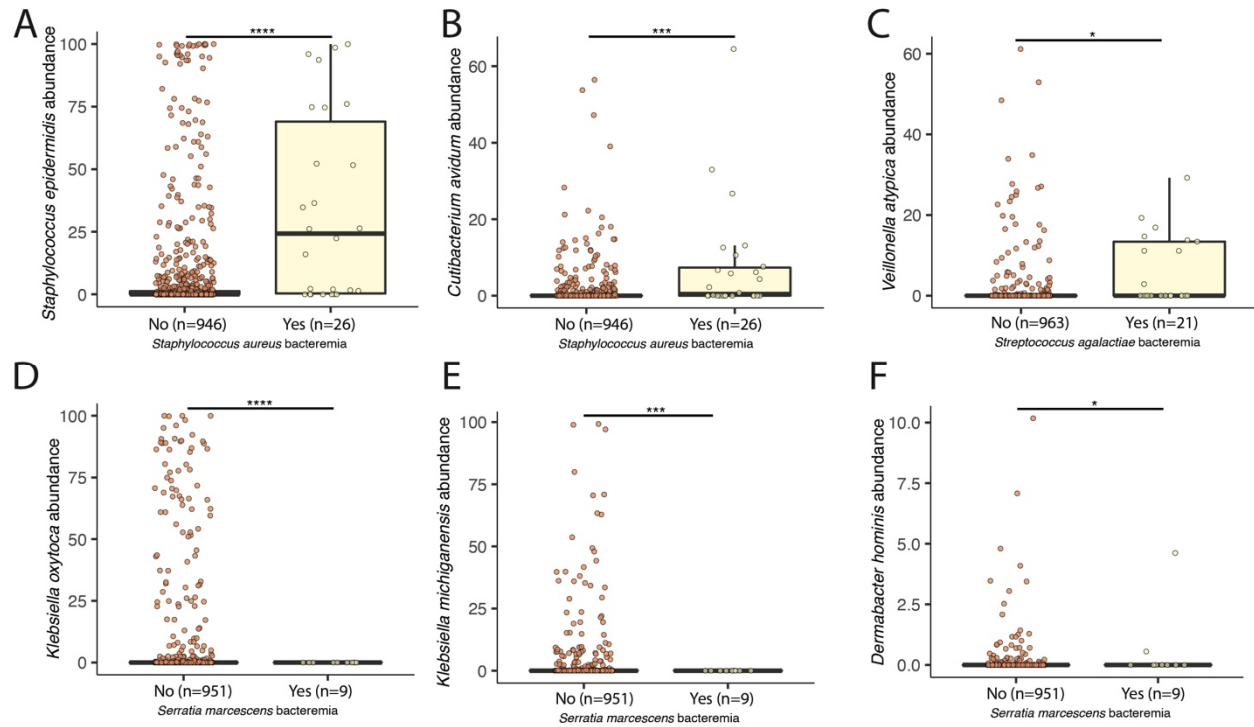 A
****
100
75
50
25
0
Staphylococcus epidermidis abundance
No (n=946)
Yes (n=26)
Staphylococcus aureus bacteremia
B
***
60
40
20
0
Cutibacterium avidum abundance
No (n=946)
Yes (n=26)
Staphylococcus aureus bacteremia
C
*
60
40
20
0
Veillonella atypica abundance
No (n=963)
Yes (n=21)
Streptococcus agalactiae bacteremia
D
****
100
75
50
25
0
Klebsiella oxytoca abundance
No (n=951)
Yes (n=9)
Serratia marcescens bacteremia
E
***
100
75
50
25
0
Klebsiella michiganensis abundance
No (n=951)
Yes (n=9)
Serratia marcescens bacteremia
F
*
10.0
7.5
5.0
2.5
0.0
Dermabacter hominis abundance
No (n=951)
Yes (n=9)
Serratia marcescens bacteremia